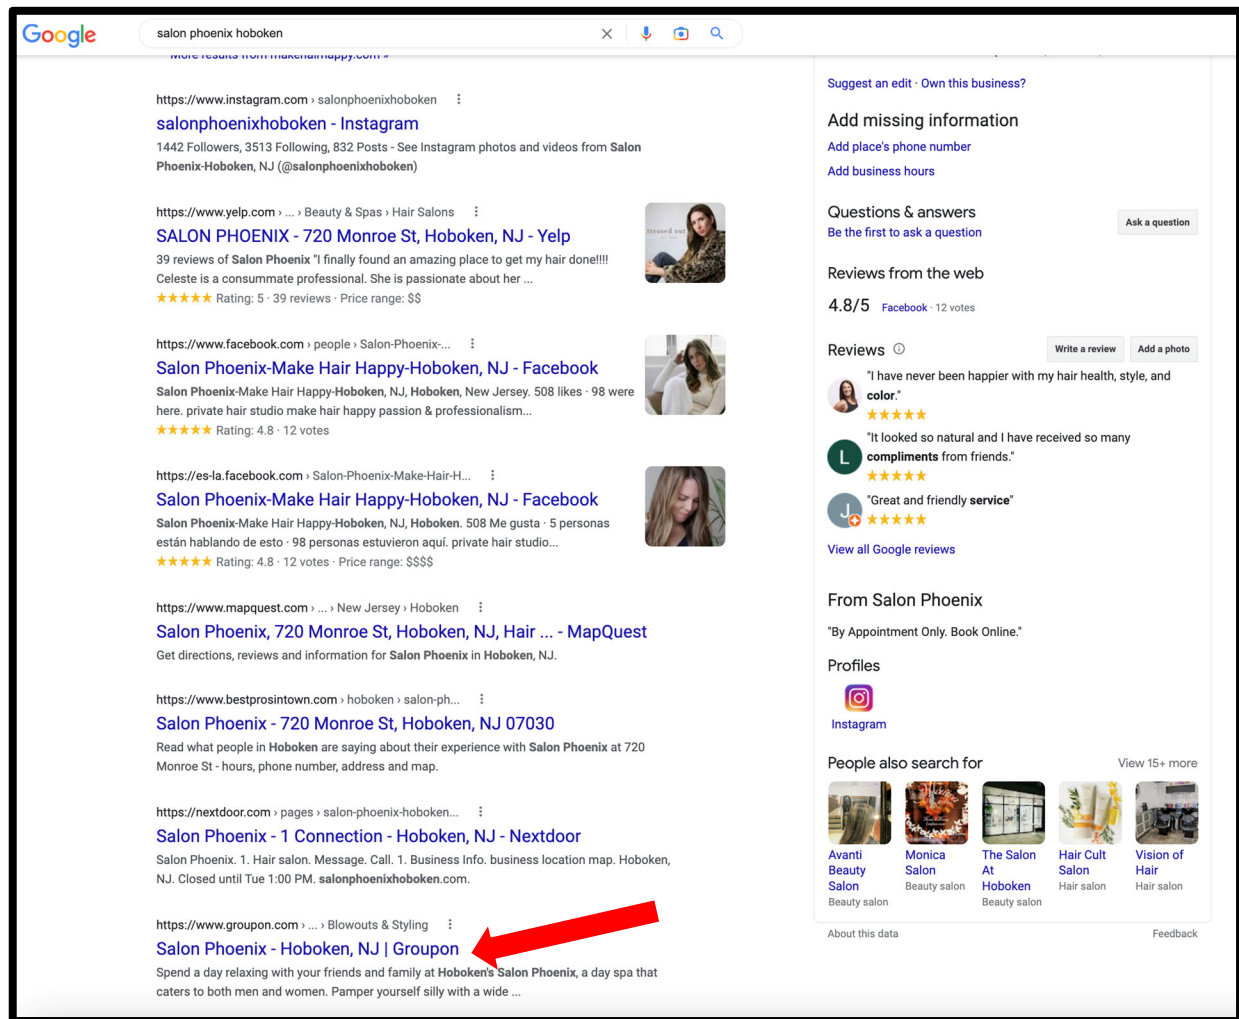 Google
salon phoenix hoboken
More results from makehairhappy.com »
https://www.instagram.com › salonphoenixhoboken
salonphoenixhoboken - Instagram
1442 Followers, 3513 Following, 832 Posts - See Instagram photos and videos from Salon
Phoenix-Hoboken, NJ (@salonphoenixhoboken)
https://www.yelp.com › ... › Beauty & Spas › Hair Salons
SALON PHOENIX - 720 Monroe St, Hoboken, NJ - Yelp
39 reviews of Salon Phoenix "I finally found an amazing place to get my hair done!!!!
Celeste is a consummate professional. She is passionate about her ...
★★★★★ Rating: 5 · 39 reviews · Price range: $$
tressed out
https://www.facebook.com › people › Salon-Phoenix-...
Salon Phoenix-Make Hair Happy-Hoboken, NJ - Facebook
Salon Phoenix-Make Hair Happy-Hoboken, NJ, Hoboken, New Jersey. 508 likes · 98 were
here. private hair studio make hair happy passion & professionalism...
★★★★★ Rating: 4.8 · 12 votes
https://es-la.facebook.com › Salon-Phoenix-Make-Hair-H...
Salon Phoenix-Make Hair Happy-Hoboken, NJ - Facebook
Salon Phoenix-Make Hair Happy-Hoboken, NJ, Hoboken. 508 Me gusta · 5 personas
están hablando de esto · 98 personas estuvieron aquí. private hair studio...
★★★★★ Rating: 4.8 · 12 votes · Price range: $$$$
https://www.mapquest.com › ... › New Jersey › Hoboken
Salon Phoenix, 720 Monroe St, Hoboken, NJ, Hair ... - MapQuest
Get directions, reviews and information for Salon Phoenix in Hoboken, NJ.
https://www.bestprosintown.com › hoboken › salon-ph...
Salon Phoenix - 720 Monroe St, Hoboken, NJ 07030
Read what people in Hoboken are saying about their experience with Salon Phoenix at 720
Monroe St - hours, phone number, address and map.
https://nextdoor.com › pages › salon-phoenix-hoboken...
Salon Phoenix - 1 Connection - Hoboken, NJ - Nextdoor
Salon Phoenix. 1. Hair salon. Message. Call. 1. Business Info. business location map. Hoboken,
NJ. Closed until Tue 1:00 PM. salonphoenixhoboken.com.
https://www.groupon.com › ... › Blowouts & Styling
Salon Phoenix - Hoboken, NJ | Groupon
Spend a day relaxing with your friends and family at Hoboken's Salon Phoenix, a day spa that
caters to both men and women. Pamper yourself silly with a wide ...
Suggest an edit · Own this business?
Add missing information
Add place's phone number
Add business hours
Questions & answers
Be the first to ask a question
Ask a question
Reviews from the web
4.8/5 Facebook · 12 votes
Reviews
Write a review
Add a photo
"I have never been happier with my hair health, style, and
color."
★★★★★
L
"It looked so natural and I have received so many
compliments from friends."
★★★★★
J
"Great and friendly service"
★★★★★
View all Google reviews
From Salon Phoenix
"By Appointment Only. Book Online."
Profiles
Instagram
People also search for
View 15+ more
Avanti
Beauty
Salon
Beauty salon
Monica
Salon
Beauty salon
The Salon
At
Hoboken
Beauty salon
Hair Cult
Salon
Hair salon
Vision of
Hair
Hair salon
About this data
Feedback